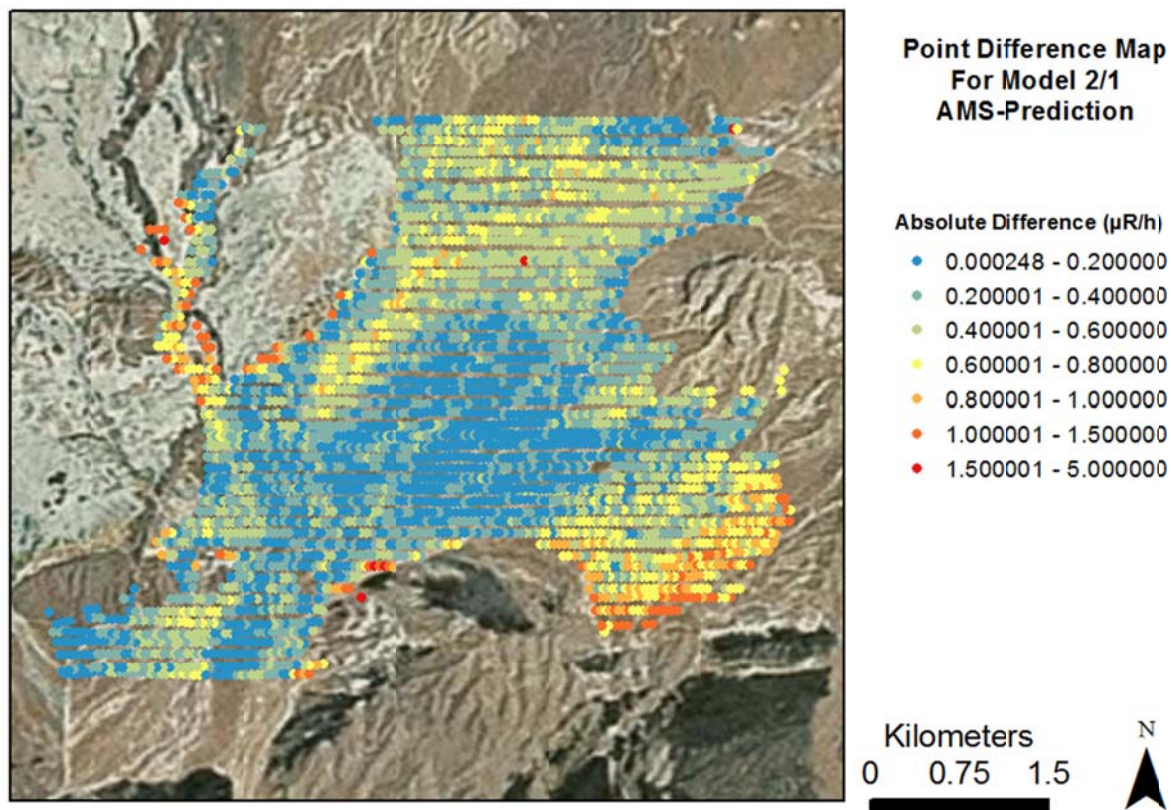 Point Difference Map
For Model 2/1
AMS-Prediction
Absolute Difference (µR/h)
0.000248 - 0.200000
0.200001 - 0.400000
0.400001 - 0.600000
0.600001 - 0.800000
0.800001 - 1.000000
1.000001 - 1.500000
1.500001 - 5.000000
Kilometers
0 0.75 1.5
N